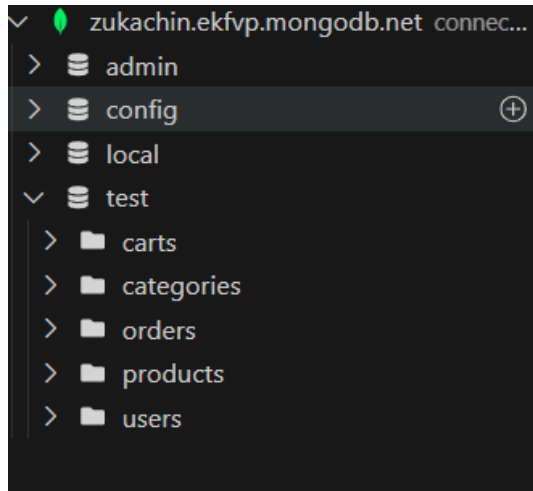 zukachin.ekfvp.mongodb.net connec...
admin
config
local
test
carts
categories
orders
products
users